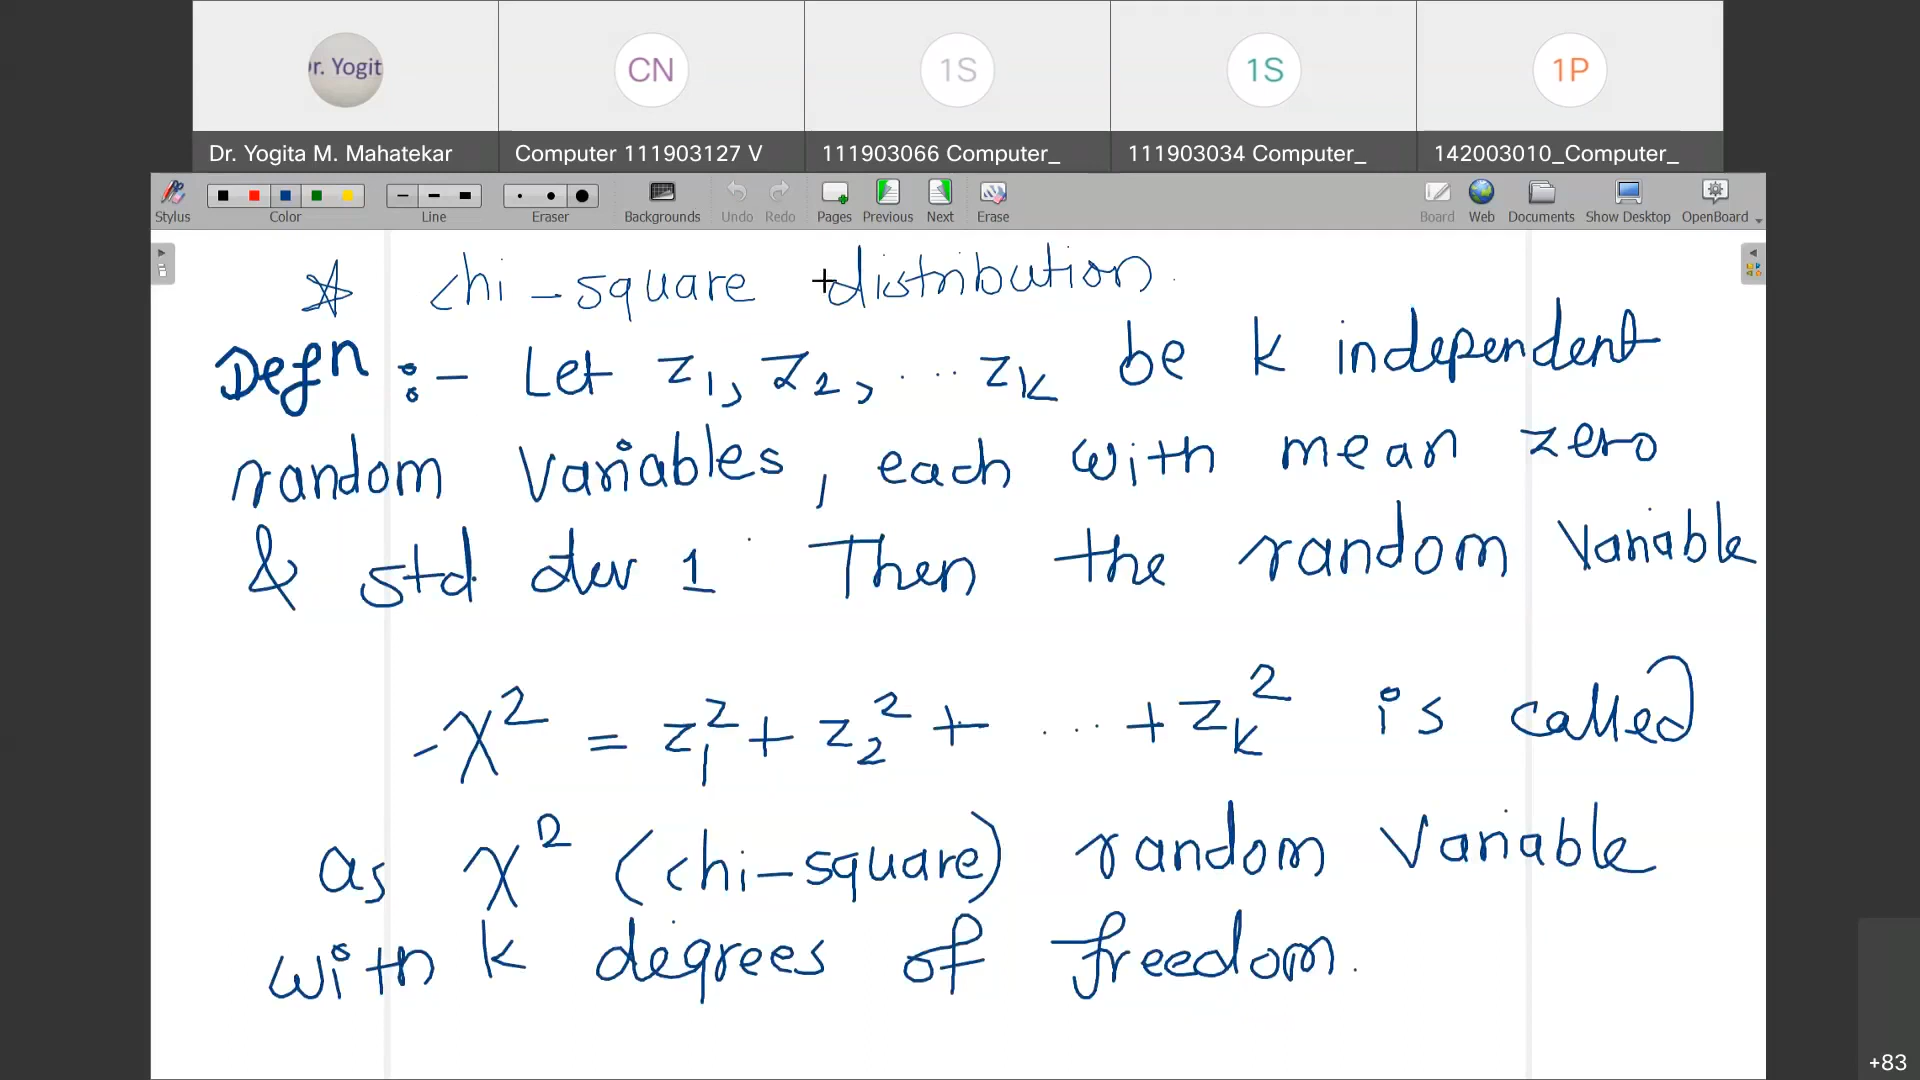 r. Yogit
CN
1S
1S
1P
Dr. Yogita M. Mahatekar
Computer 111903127 V
111903066 Computer_
111903034 Computer_
142003010_Computer_
Stylus
Color
Line
Eraser
Backgrounds
Undo
Redo
Pages
Previous
Next
Erase
Board
Web
Documents
Show Desktop
OpenBoard
☆ chi-square distribution.
Defn :- Let z₁, z₂, ... zₖ be k independent
random variables, each with mean zero
& std. dev 1 Then the random variable
χ² = z₁² + z₂² + ... + zₖ² is called
as χ² (chi-square) random variable
with k degrees of freedom.
+83